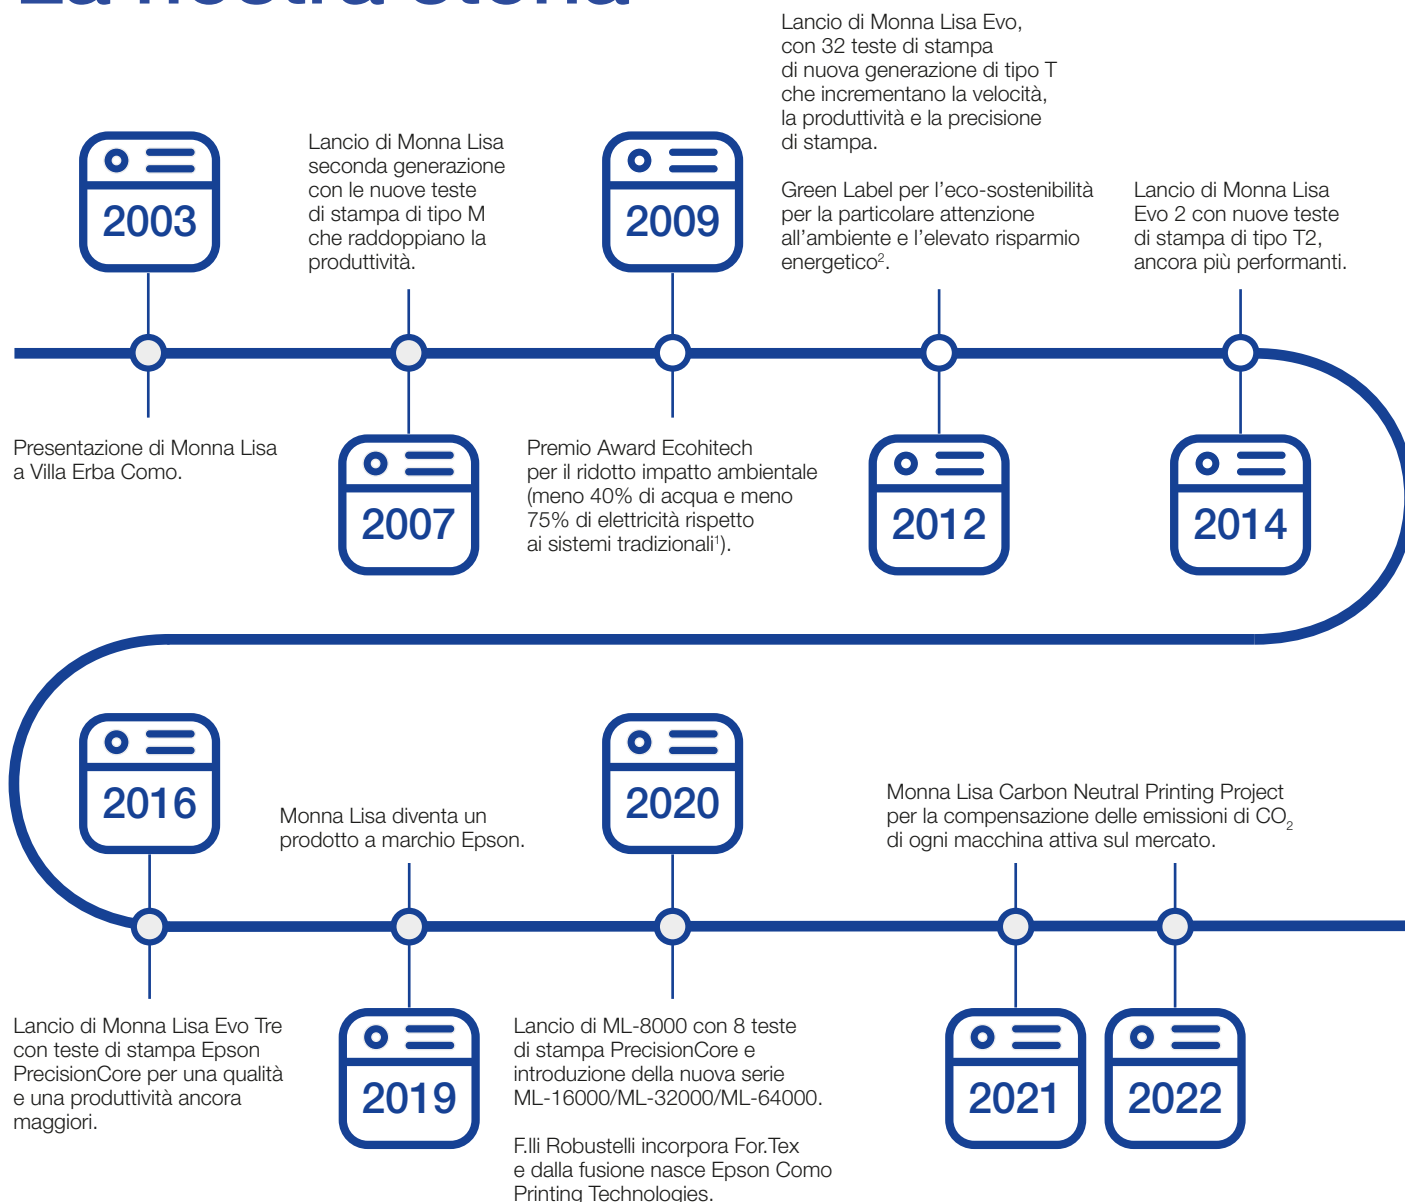 La nostra storia
2003
Presentazione di Monna Lisa
a Villa Erba Como.
Lancio di Monna Lisa
seconda generazione
con le nuove teste
di stampa di tipo M
che raddoppiano la
produttività.
2007
2009
Premio Award Ecohitech
per il ridotto impatto ambientale
(meno 40% di acqua e meno
75% di elettricità rispetto
ai sistemi tradizionali¹).
Lancio di Monna Lisa Evo,
con 32 teste di stampa
di nuova generazione di tipo T
che incrementano la velocità,
la produttività e la precisione
di stampa.
Green Label per l’eco-sostenibilità
per la particolare attenzione
all’ambiente e l’elevato risparmio
energetico².
2012
Lancio di Monna Lisa
Evo 2 con nuove teste
di stampa di tipo T2,
ancora più performanti.
2014
2016
Lancio di Monna Lisa Evo Tre
con teste di stampa Epson
PrecisionCore per una qualità
e una produttività ancora
maggiori.
Monna Lisa diventa un
prodotto a marchio Epson.
2019
2020
Lancio di ML-8000 con 8 teste
di stampa PrecisionCore e
introduzione della nuova serie
ML-16000/ML-32000/ML-64000.
F.lli Robustelli incorpora For.Tex
e dalla fusione nasce Epson Como
Printing Technologies.
Monna Lisa Carbon Neutral Printing Project
per la compensazione delle emissioni di CO₂
di ogni macchina attiva sul mercato.
2021
2022